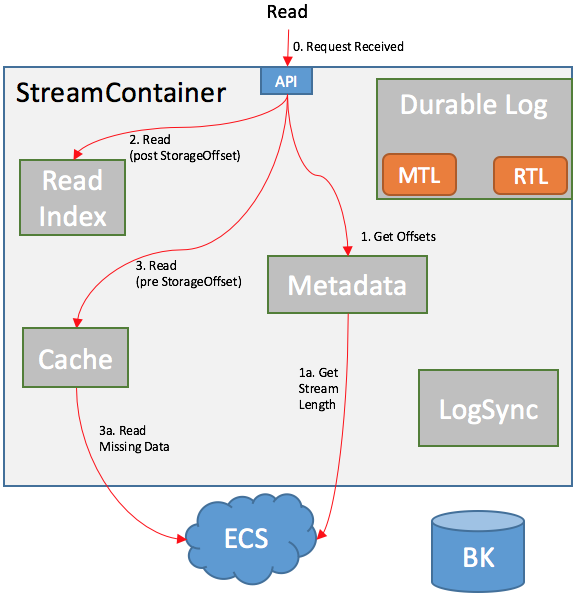 Read
0. Request Received
API
StreamContainer
Durable Log
MTL
RTL
2. Read
(post StorageOffset)
Read
Index
1. Get Offsets
3. Read
(pre StorageOffset)
Metadata
Cache
1a. Get
Stream
Length
LogSync
3a. Read
Missing Data
ECS
BK